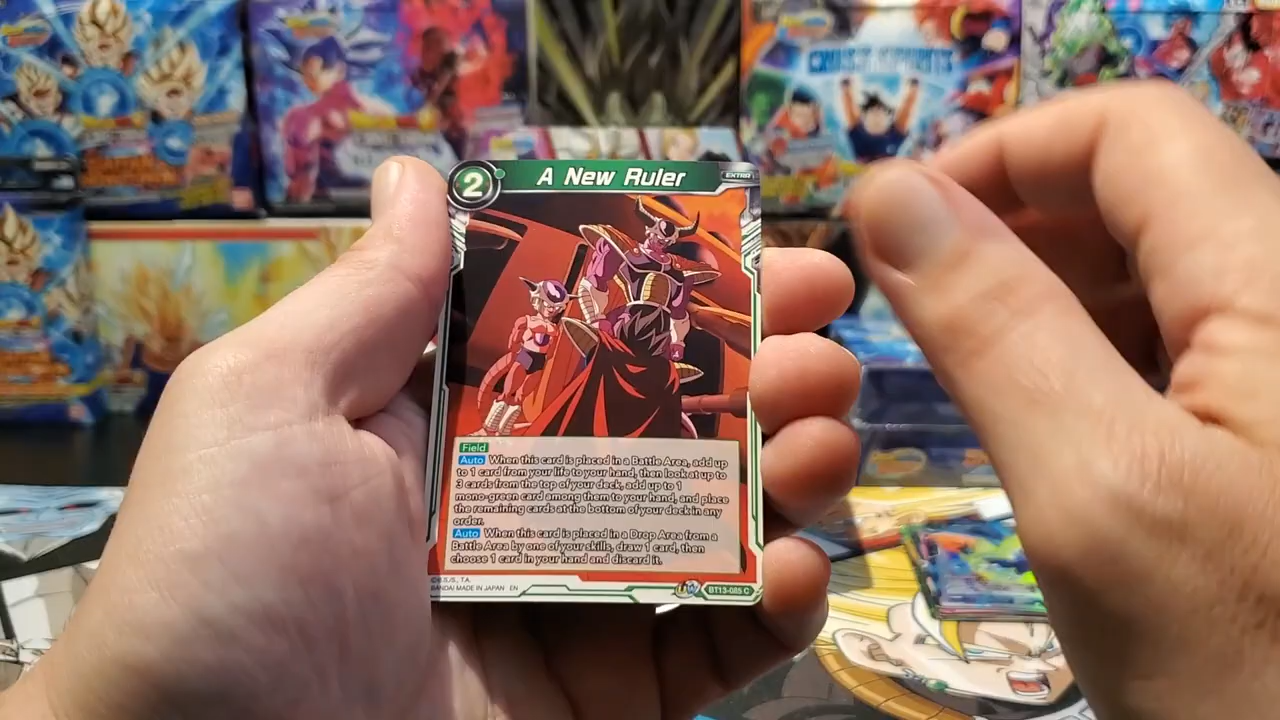 2
A New Ruler
EXTRA
Field
Auto When this card is placed in a Battle Area, add up
to 1 card from your life to your hand, then look at up to
3 cards from the top of your deck, add up to 1
mono-green card among them to your hand, and place
the remaining cards at the bottom of your deck in any
order.
Auto When this card is placed in a Drop Area from a
Battle Area by one of your skills, draw 1 card, then
choose 1 card in your hand and discard it.
©B.S./S., T.A.
BANDAI MADE IN JAPAN EN
UW
BT13-085 C